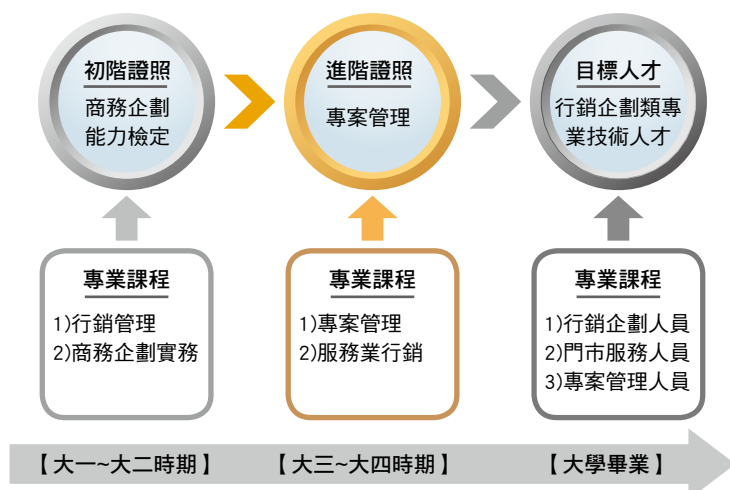 初階證照
商務企劃
能力檢定
進階證照
專案管理
目標人才
行銷企劃類專
業技術人才
專業課程
1)行銷管理
2)商務企劃實務
專業課程
1)專案管理
2)服務業行銷
專業課程
1)行銷企劃人員
2)門市服務人員
3)專案管理人員
【大一~大二時期】
【大三~大四時期】
【大學畢業】